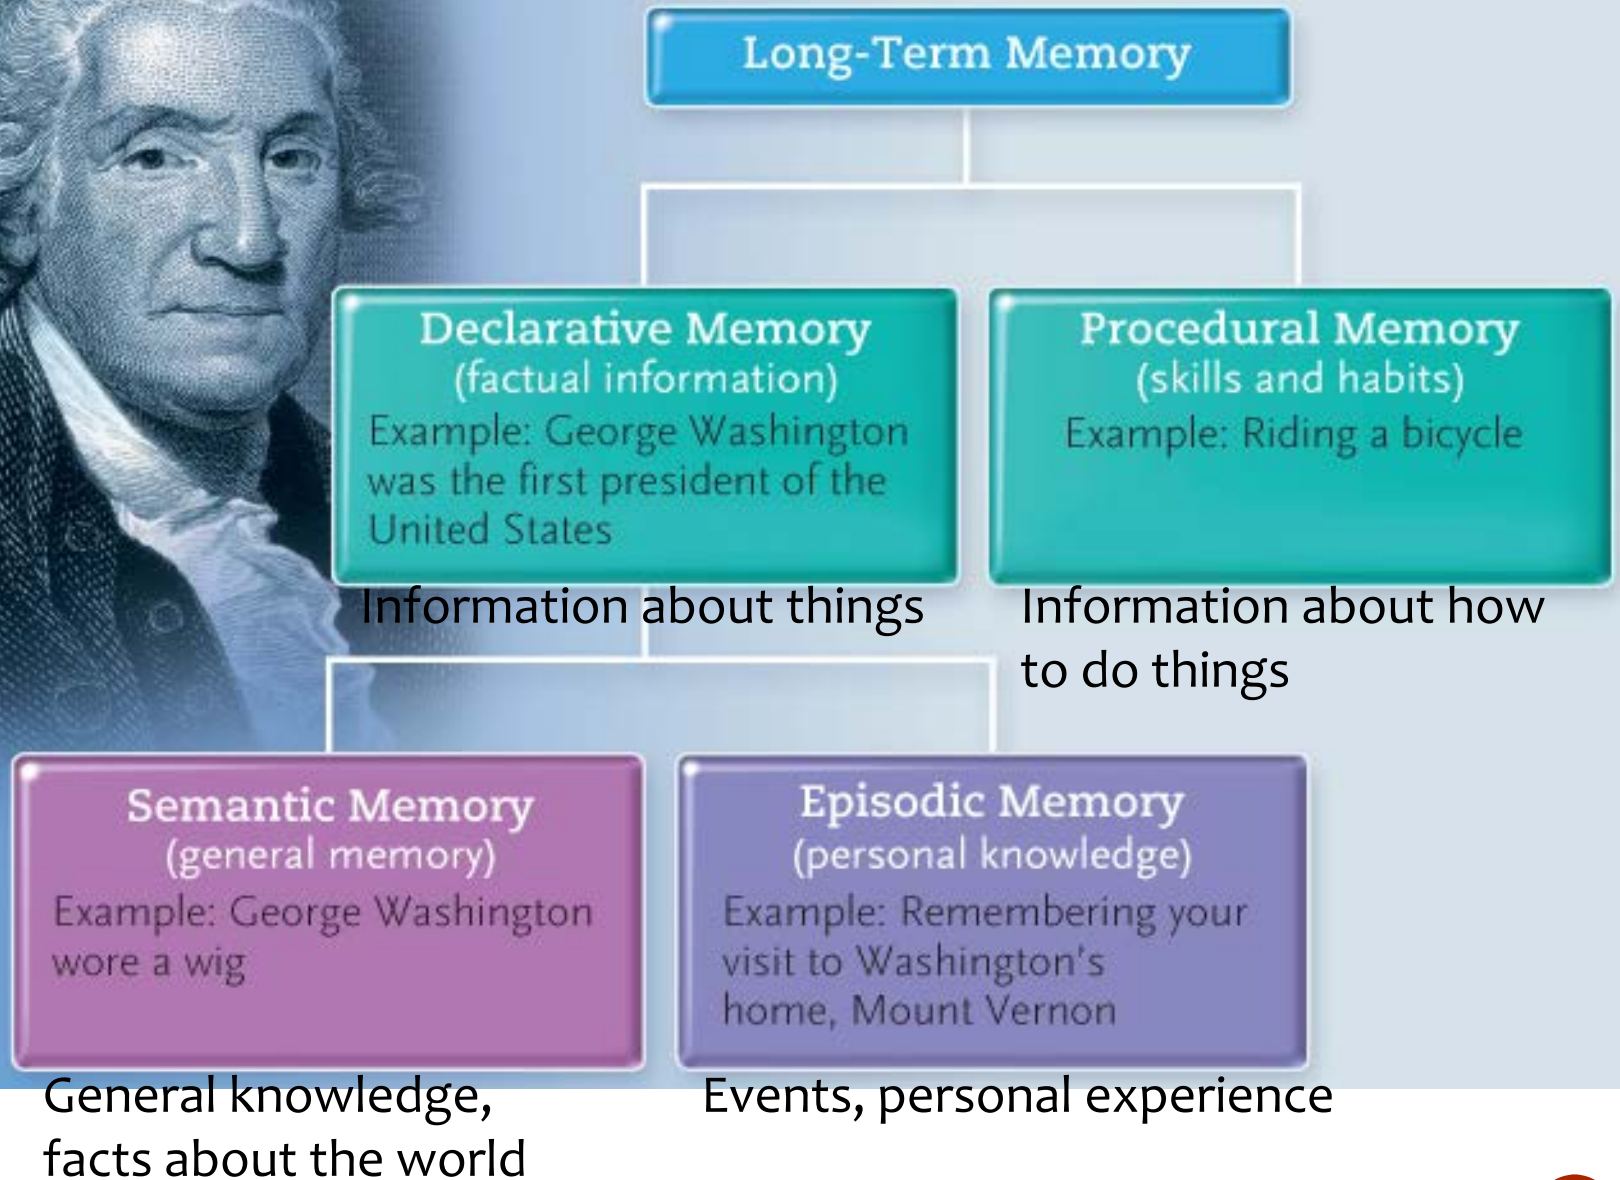 Long-Term Memory
Declarative Memory
(factual information)
Example: George Washington
was the first president of the
United States
Procedural Memory
(skills and habits)
Example: Riding a bicycle
Information about things
Information about how
to do things
Semantic Memory
(general memory)
Example: George Washington
wore a wig
Episodic Memory
(personal knowledge)
Example: Remembering your
visit to Washington's
home, Mount Vernon
General knowledge,
facts about the world
Events, personal experience